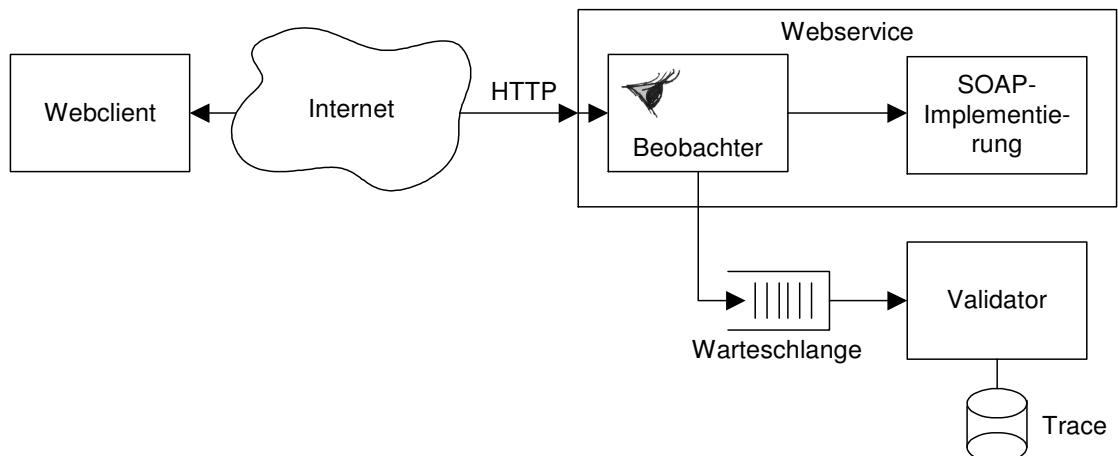 Webservice
Webclient
Internet
HTTP
Beobachter
SOAP-
Implementie-
rung
Warteschlange
Validator
Trace